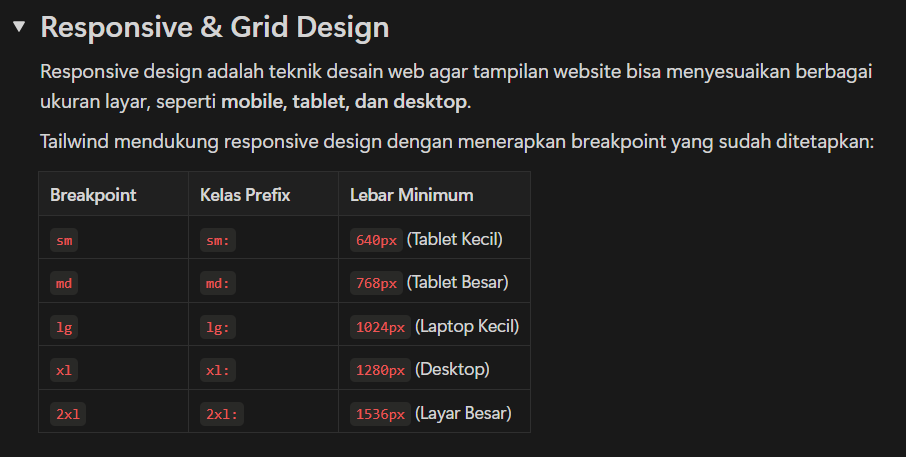 Responsive & Grid Design
Responsive design adalah teknik desain web agar tampilan website bisa menyesuaikan berbagai
ukuran layar, seperti mobile, tablet, dan desktop.
Tailwind mendukung responsive design dengan menerapkan breakpoint yang sudah ditetapkan:
Breakpoint Kelas Prefix Lebar Minimum
sm sm: 640px (Tablet Kecil)
md md: 768px (Tablet Besar)
lg lg: 1024px (Laptop Kecil)
xl xl: 1280px (Desktop)
2xl 2xl: 1536px (Layar Besar)